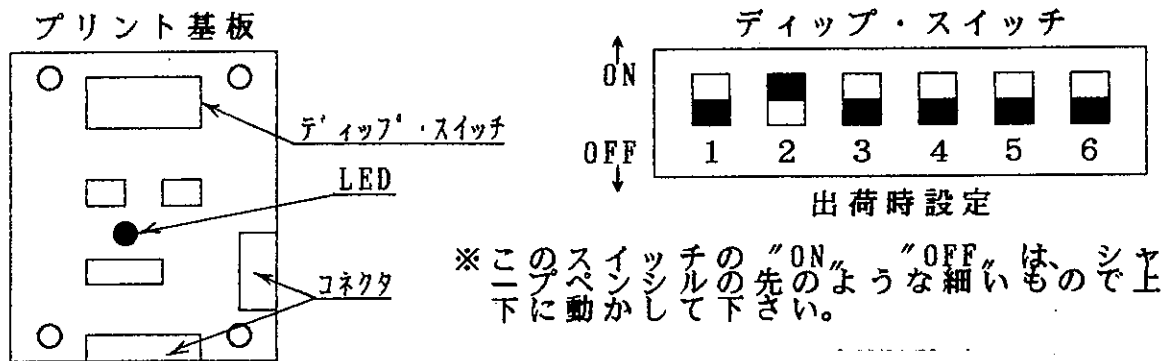 プリント基板
ディップ・スイッチ
LED
コネクタ
ディップ・スイッチ
ON
OFF
1 2 3 4 5 6
出荷時設定
※このスイッチの〃ON〃 〃OFF〃は、シャ
ープペンシルの先のような細いもので上
下に動かして下さい。